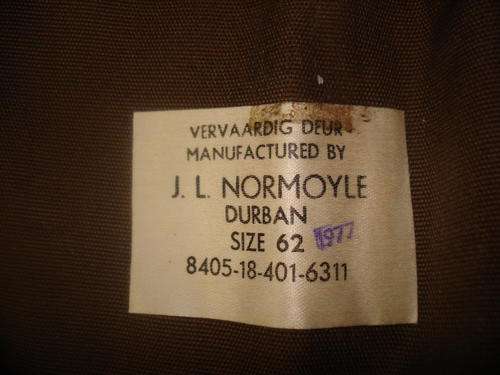 VERVAARDIG DEUR
MANUFACTURED BY
J. L. NORMOYLE
DURBAN
SIZE 62 1977
8405-18-401-6311